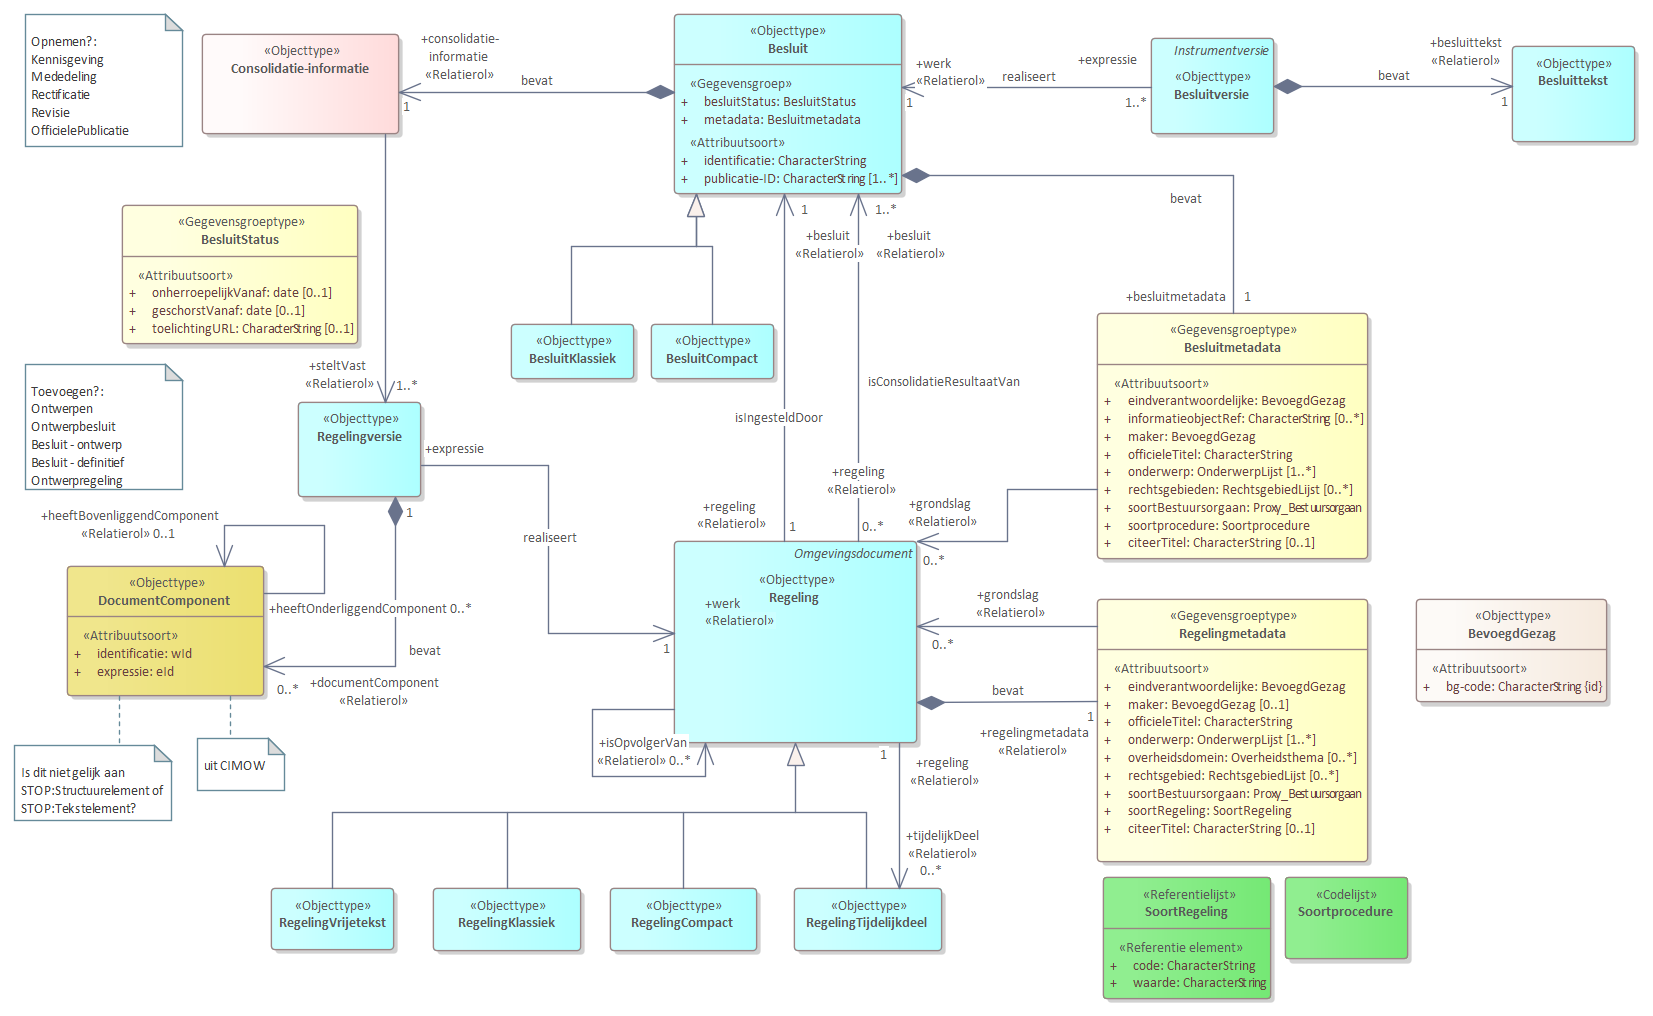 Opnemen?:
Kennisgeving
Mededeling
Rectificatie
Revisie
OfficielePublicatie
«Objecttype»
Consolidatie-informatie
+consolidatie-
informatie
«Relatierol»
1
bevat
«Objecttype»
Besluit
«Gegevensgroep»
+ besluitStatus: BesluitStatus
+ metadata: Besluitmetadata
«Attribuutsoort»
+ identificatie: CharacterString
+ publicatie-ID: CharacterString [1..*]
+werk
«Relatierol»
1
realiseert
+expressie
1..*
Instrumentversie
«Objecttype»
Besluitversie
bevat
+besluittekst
«Relatierol»
1
«Objecttype»
Besluittekst
bevat
+besluitmetadata 1
«Gegevensgroeptype»
BesluitStatus
«Attribuutsoort»
+ onherroepelijkVanaf: date [0..1]
+ geschorstVanaf: date [0..1]
+ toelichtingURL: CharacterString [0..1]
1
+besluit
«Relatierol»
1..*
+besluit
«Relatierol»
«Objecttype»
BesluitKlassiek
«Objecttype»
BesluitCompact
isConsolidatieResultaatVan
isIngesteldDoor
«Gegevensgroeptype»
Besluitmetadata
«Attribuutsoort»
+ eindverantwoordelijke: BevoegdGezag
+ informatieobjectRef: CharacterString [0..*]
+ maker: BevoegdGezag
+ officieleTitel: CharacterString
+ onderwerp: OnderwerpLijst [1..*]
+ rechtsgebieden: RechtsgebiedLijst [0..*]
+ soortBestuursorgaan: Proxy_Bestuursorgaan
+ soortprocedure: Soortprocedure
+ citeerTitel: CharacterString [0..1]
Toevoegen?:
Ontwerpen
Ontwerpbesluit
Besluit - ontwerp
Besluit - definitief
Ontwerpregeling
+steltVast
«Relatierol»
1..*
«Objecttype»
Regelingversie
+expressie
realiseert
1
+regeling
«Relatierol»
1
+regeling
«Relatierol»
0..*
+grondslag
«Relatierol»
0..*
+heeftBovenliggendComponent
«Relatierol» 0..1
«Objecttype»
DocumentComponent
«Attribuutsoort»
+ identificatie: wId
+ expressie: eId
+heeftOnderliggendComponent 0..*
bevat
0..*
+documentComponent
«Relatierol»
Omgevingsdocument
«Objecttype»
Regeling
+werk
«Relatierol»
1
+grondslag
«Relatierol»
0..*
bevat
1
+regelingmetadata
«Relatierol»
«Gegevensgroeptype»
Regelingmetadata
«Attribuutsoort»
+ eindverantwoordelijke: BevoegdGezag
+ maker: BevoegdGezag [0..1]
+ officieleTitel: CharacterString
+ onderwerp: OnderwerpLijst [1..*]
+ overheidsdomein: Overheidsthema [0..*]
+ rechtsgebied: RechtsgebiedLijst [0..*]
+ soortBestuursorgaan: Proxy_Bestuursorgaan
+ soortRegeling: SoortRegeling
+ citeerTitel: CharacterString [0..1]
«Objecttype»
BevoegdGezag
«Attribuutsoort»
+ bg-code: CharacterString {id}
Is dit niet gelijk aan
STOP:Structuurelement of
STOP:Tekstelement?
uit CIMOW
+isOpvolgerVan
«Relatierol» 0..*
1
+regeling
«Relatierol»
+tijdelijkDeel
«Relatierol»
0..*
«Objecttype»
RegelingVrijetekst
«Objecttype»
RegelingKlassiek
«Objecttype»
RegelingCompact
«Objecttype»
RegelingTijdelijkdeel
«Referentielijst»
SoortRegeling
«Referentie element»
+ code: CharacterString
+ waarde: CharacterString
«Codelijst»
Soortprocedure